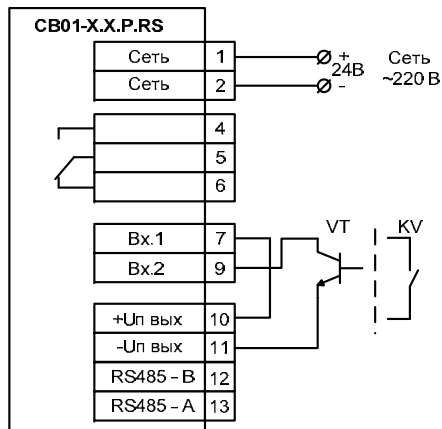 СВ01-Х.Х.Р.RS
Сеть 1 + Сеть
24В
Сеть 2 - ~220 В
4
5
6
VT KV
Вх.1 7
Вх.2 9
+Uп вых 10
-Uп вых 11
RS485 - В 12
RS485 - А 13